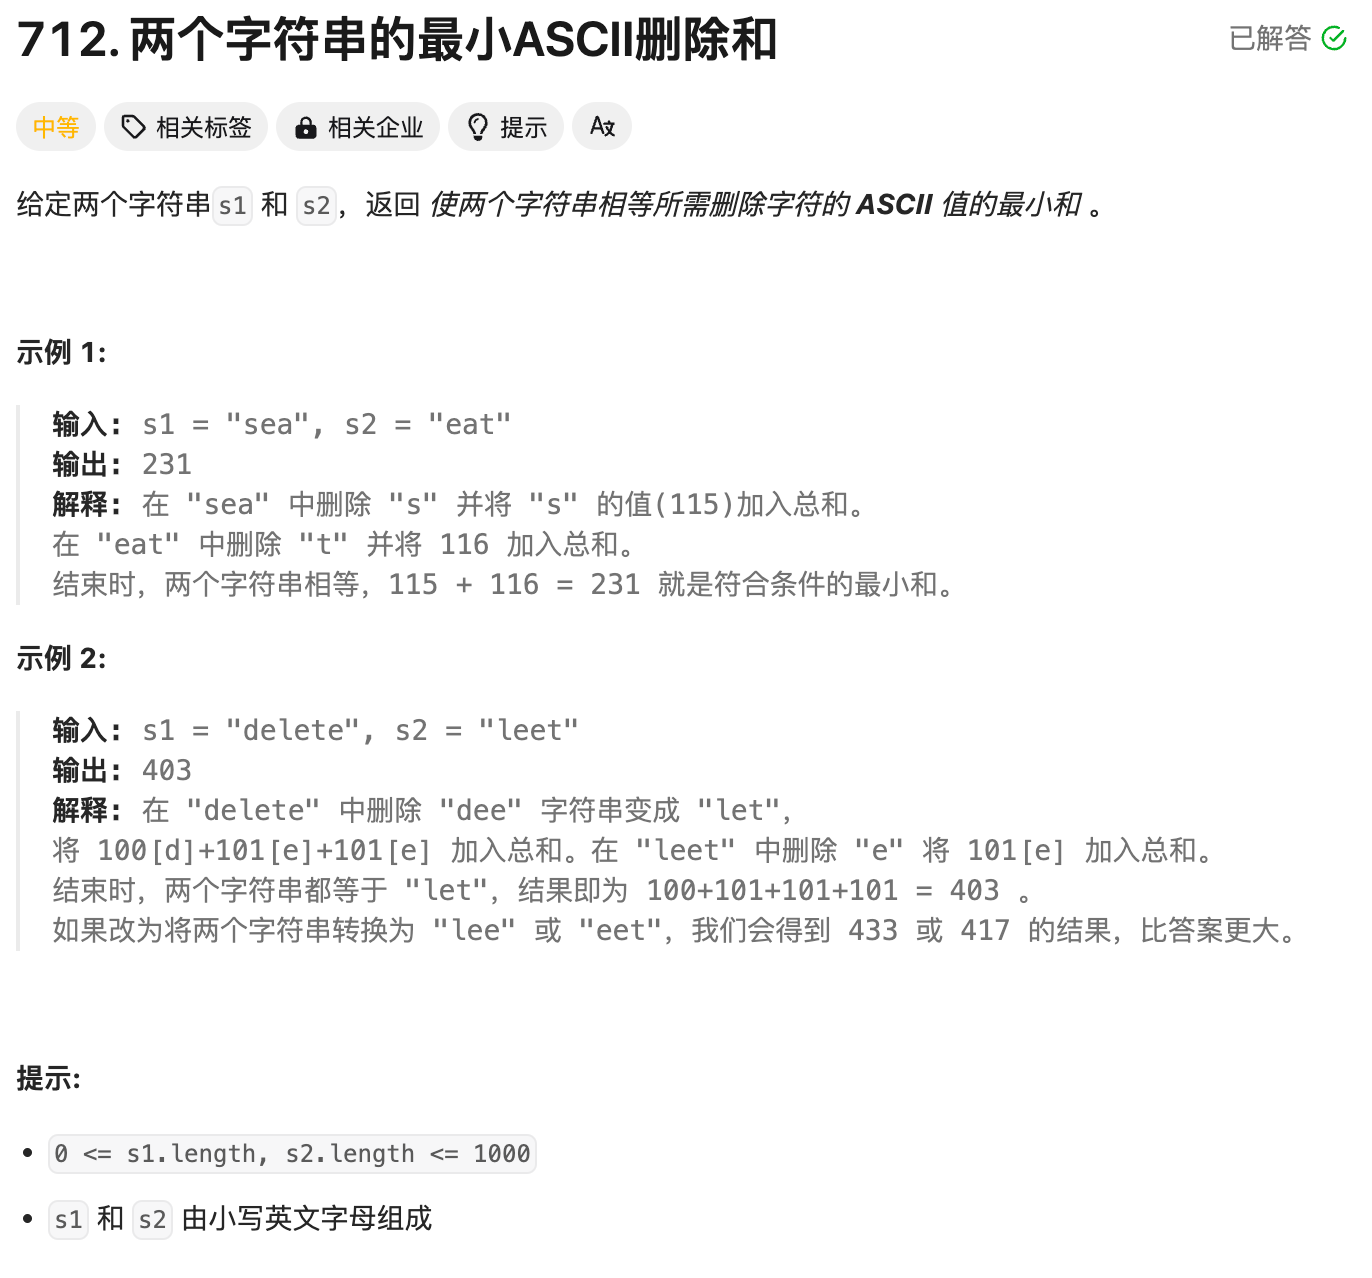 712. 两个字符串的最小ASCII删除和
已解答
中等 相关标签 相关企业 提示 Ax
给定两个字符串s1 和 s2，返回 使两个字符串相等所需删除字符的 ASCII 值的最小和 。
示例 1:
输入: s1 = "sea", s2 = "eat"
输出: 231
解释: 在 "sea" 中删除 "s" 并将 "s" 的值(115)加入总和。
在 "eat" 中删除 "t" 并将 116 加入总和。
结束时，两个字符串相等，115 + 116 = 231 就是符合条件的最小和。
示例 2:
输入: s1 = "delete", s2 = "leet"
输出: 403
解释: 在 "delete" 中删除 "dee" 字符串变成 "let"，
将 100[d]+101[e]+101[e] 加入总和。在 "leet" 中删除 "e" 将 101[e] 加入总和。
结束时，两个字符串都等于 "let"，结果即为 100+101+101+101 = 403 。
如果改为将两个字符串转换为 "lee" 或 "eet"，我们会得到 433 或 417 的结果，比答案更大。
提示:
• 0 <= s1.length, s2.length <= 1000
• s1 和 s2 由小写英文字母组成